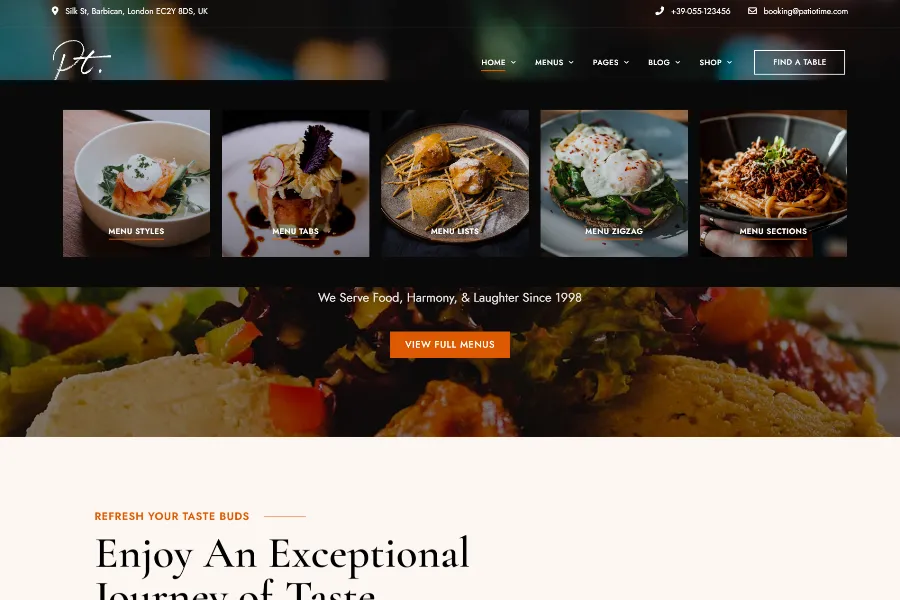 Silk St, Barbican, London EC2Y 8DS, UK
+39-055-123456
booking@patiotime.com
Pt.
HOME
MENUS
PAGES
BLOG
SHOP
FIND A TABLE
MENU STYLES
MENU TABS
MENU LISTS
MENU ZIGZAG
MENU SECTIONS
We Serve Food, Harmony, & Laughter Since 1998
VIEW FULL MENUS
REFRESH YOUR TASTE BUDS
Enjoy An Exceptional
Journey of Taste